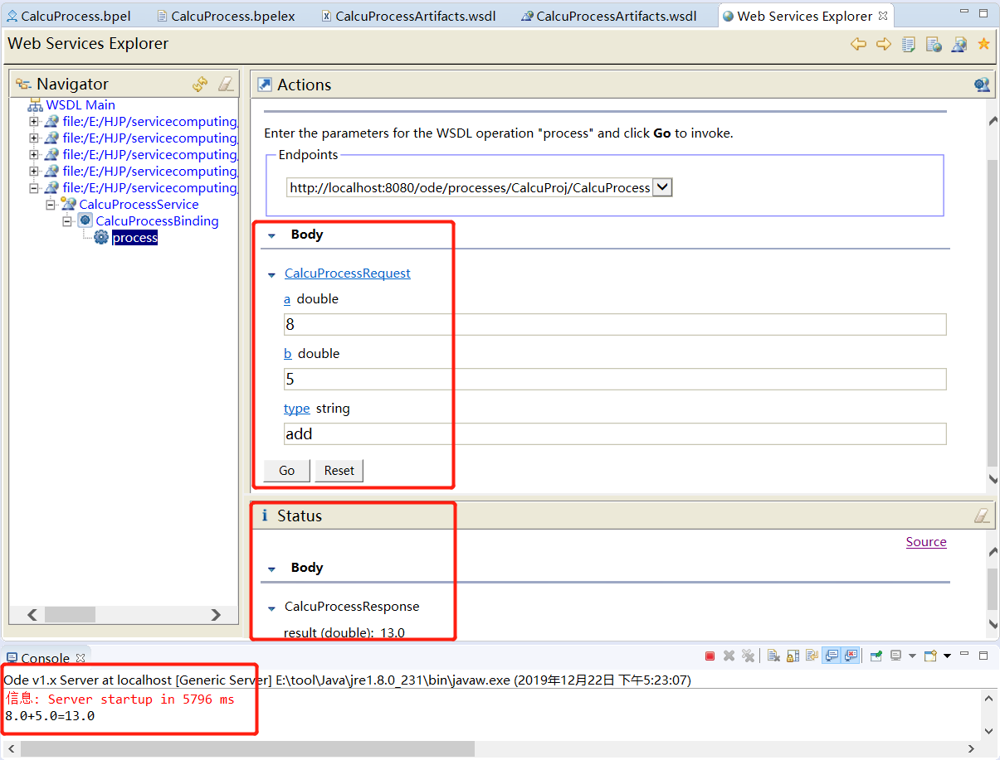 CalcuProcess.bpel
CalcuProcess.bpelex
CalcuProcessArtifacts.wsdl
CalcuProcessArtifacts.wsdl
Web Services Explorer
Web Services Explorer
Navigator
WSDL Main
file:/E:/HJP/servicecomputing,
file:/E:/HJP/servicecomputing,
file:/E:/HJP/servicecomputing,
file:/E:/HJP/servicecomputing,
file:/E:/HJP/servicecomputing,
CalcuProcessService
CalcuProcessBinding
process
Actions
Enter the parameters for the WSDL operation "process" and click Go to invoke.
Endpoints
http://localhost:8080/ode/processes/CalcuProj/CalcuProcess
Body
CalcuProcessRequest
a double
8
b double
5
type string
add
Go
Reset
Status
Source
Body
CalcuProcessResponse
result (double): 13.0
Console
Ode v1.x Server at localhost [Generic Server] E:\tool\Java\jre1.8.0_231\bin\javaw.exe (2019年12月22日 下午5:23:07)
信息: Server startup in 5796 ms
8.0+5.0=13.0